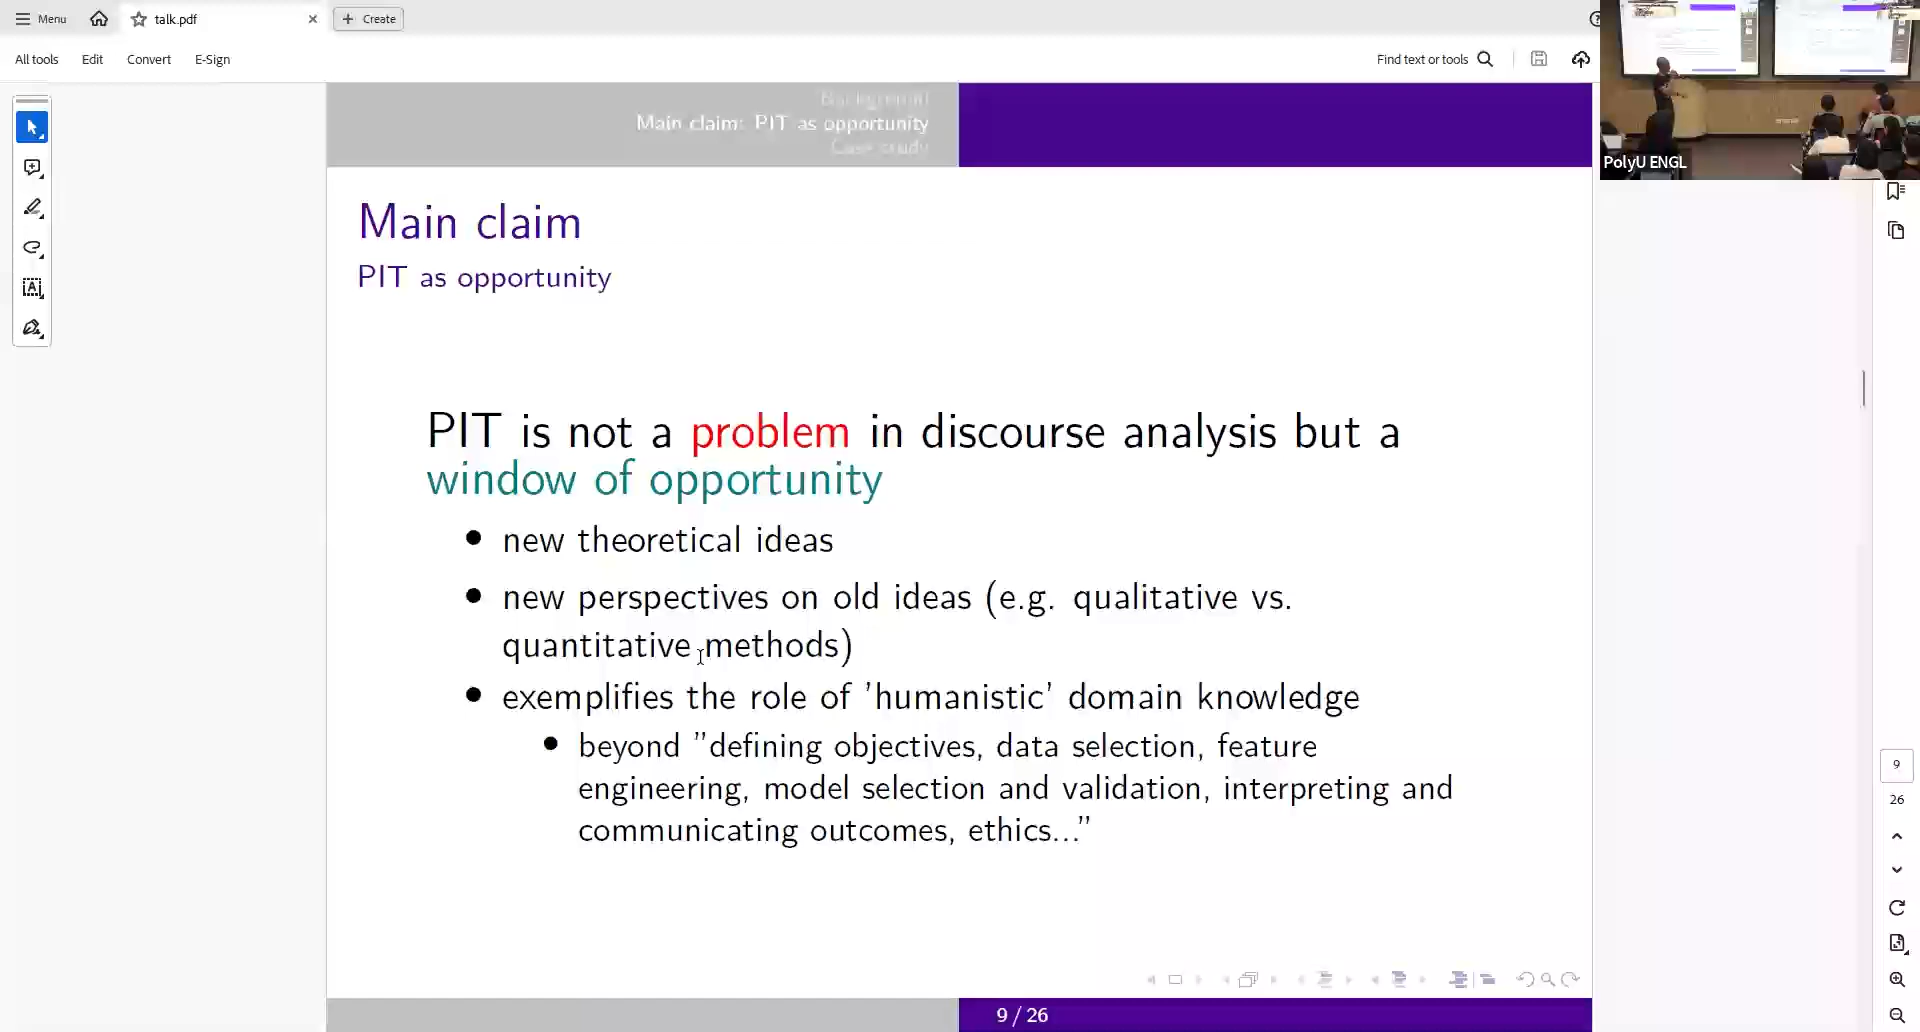 Menu
talk.pdf
Create
All tools
Edit
Convert
E-Sign
Find text or tools
PolyU ENGL
Background
Main claim: PIT as opportunity
Case study
Main claim
PIT as opportunity
PIT is not a problem in discourse analysis but a
window of opportunity
new theoretical ideas
new perspectives on old ideas (e.g. qualitative vs.
quantitative methods)
exemplifies the role of 'humanistic' domain knowledge
beyond "defining objectives, data selection, feature
engineering, model selection and validation, interpreting and
communicating outcomes, ethics..."
9 / 26
9
26